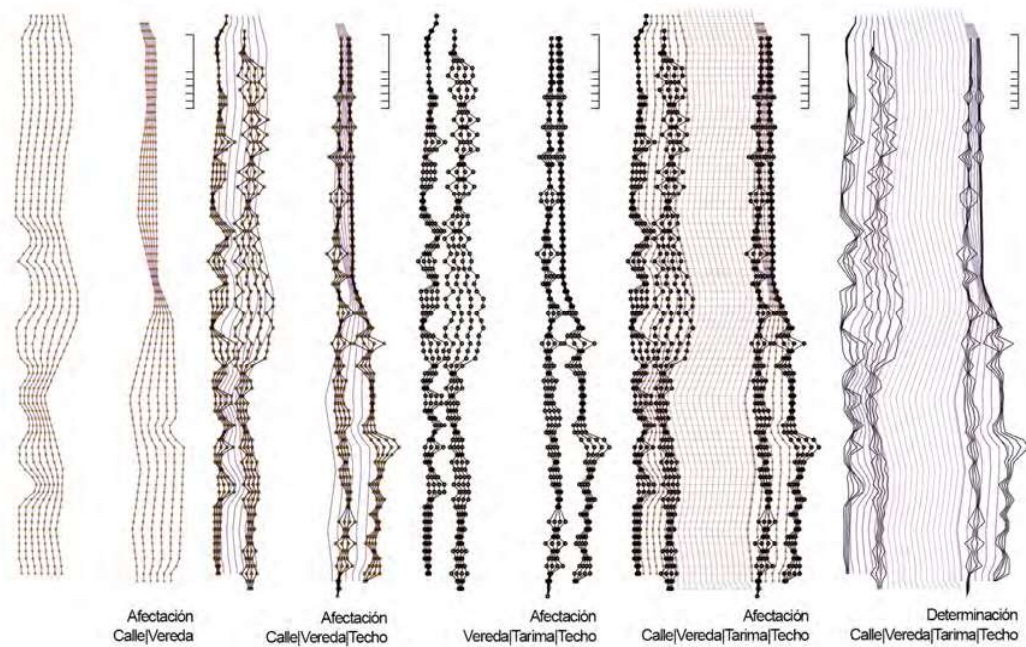 Afectación
Calle|Vereda
Afectación
Calle|Vereda|Techo
Afectación
Vereda|Tarima|Techo
Afectación
Calle|Vereda|Tarima|Techo
Determinación
Calle|Vereda|Tarima|Techo